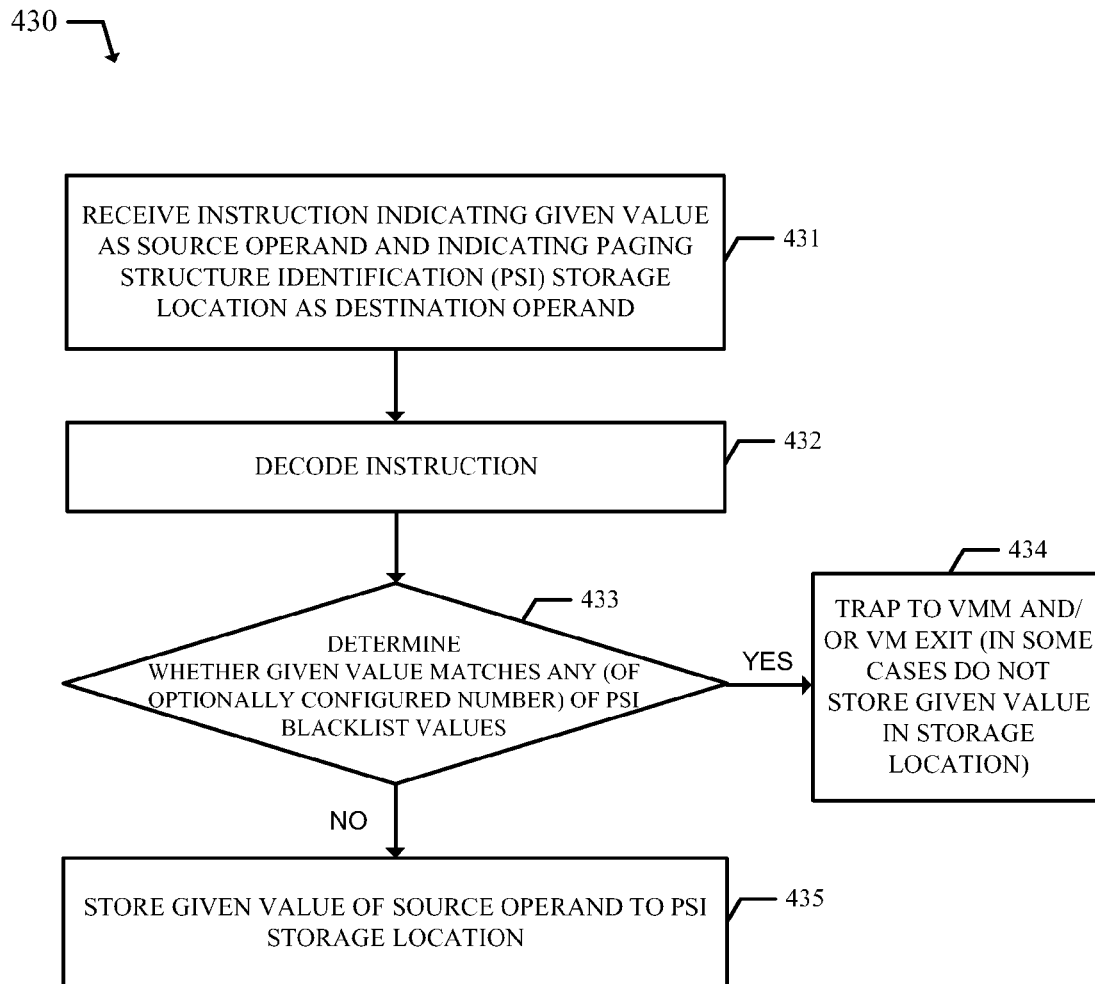 430
RECEIVE INSTRUCTION INDICATING GIVEN VALUE
AS SOURCE OPERAND AND INDICATING PAGING
STRUCTURE IDENTIFICATION (PSI) STORAGE
LOCATION AS DESTINATION OPERAND
431
DECODE INSTRUCTION
432
433
DETERMINE
WHETHER GIVEN VALUE MATCHES ANY (OF
OPTIONALLY CONFIGURED NUMBER) OF PSI
BLACKLIST VALUES
YES
434
TRAP TO VMM AND/
OR VM EXIT (IN SOME
CASES DO NOT
STORE GIVEN VALUE
IN STORAGE
LOCATION)
NO
STORE GIVEN VALUE OF SOURCE OPERAND TO PSI
STORAGE LOCATION
435